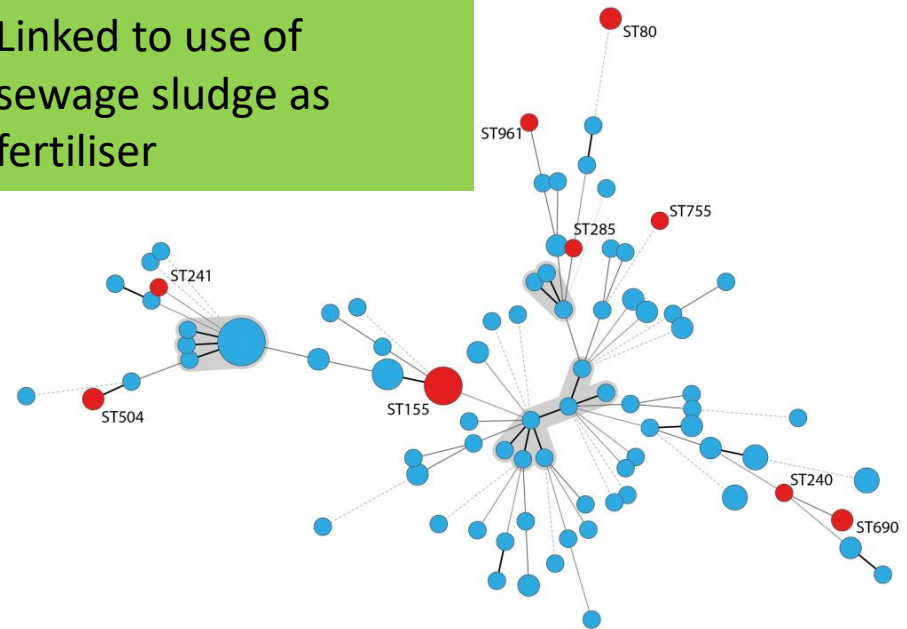 Linked to use of
sewage sludge as
fertiliser
ST80
ST961
ST755
ST285
ST241
ST155
ST504
ST240
ST690